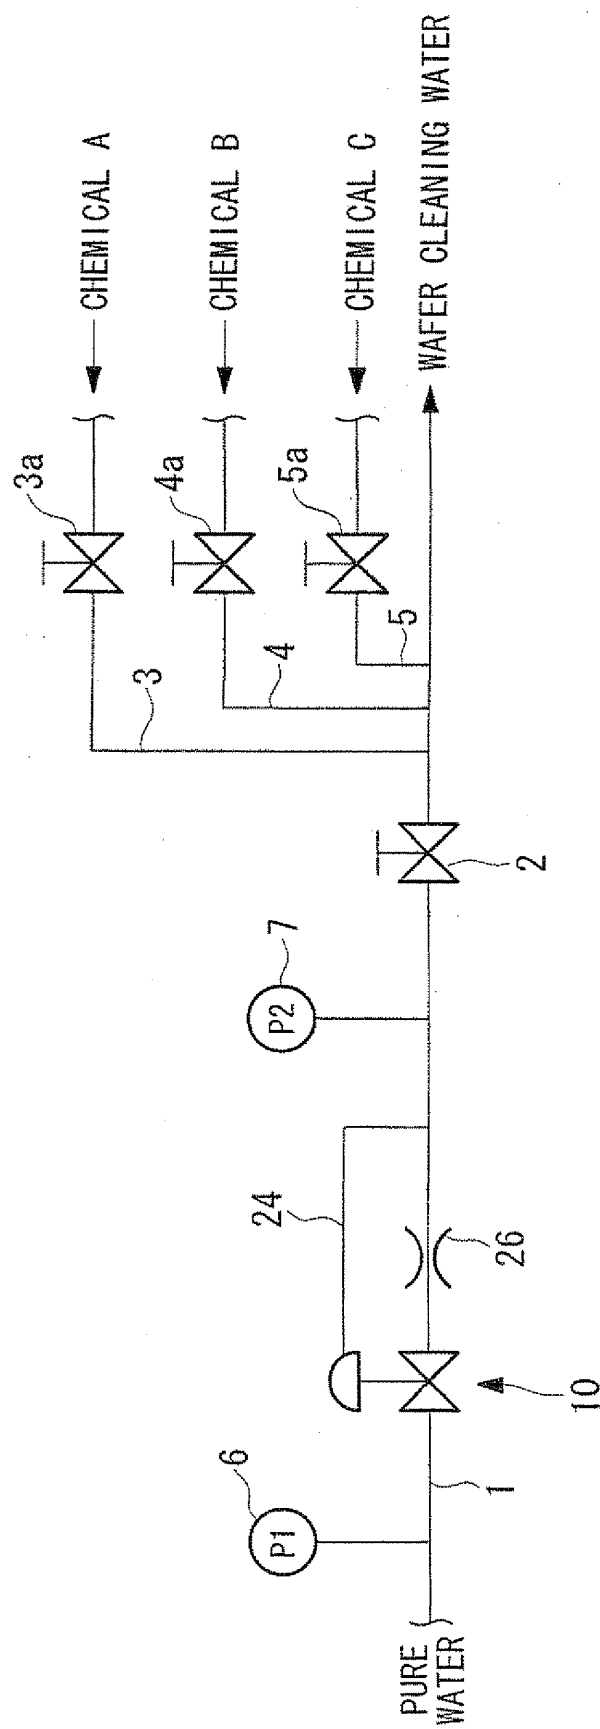 CHEMICAL A
CHEMICAL B
CHEMICAL C
WAFER CLEANING WATER
3a
4a
5a
3
4
5
2
7
P2
24
26
10
6
P1
1
PURE
WATER